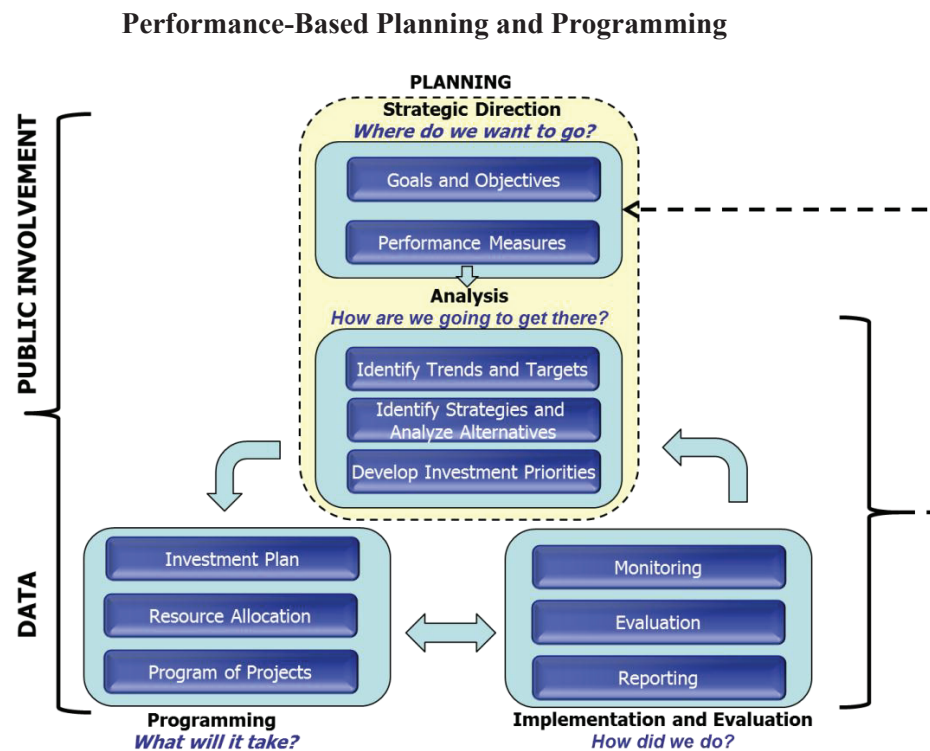 Performance-Based Planning and Programming
PLANNING
Strategic Direction
Where do we want to go?
Goals and Objectives
Performance Measures
Analysis
How are we going to get there?
Identify Trends and Targets
Identify Strategies and
Analyze Alternatives
Develop Investment Priorities
PUBLIC INVOLVEMENT
DATA
Investment Plan
Resource Allocation
Program of Projects
Programming
What will it take?
Monitoring
Evaluation
Reporting
Implementation and Evaluation
How did we do?